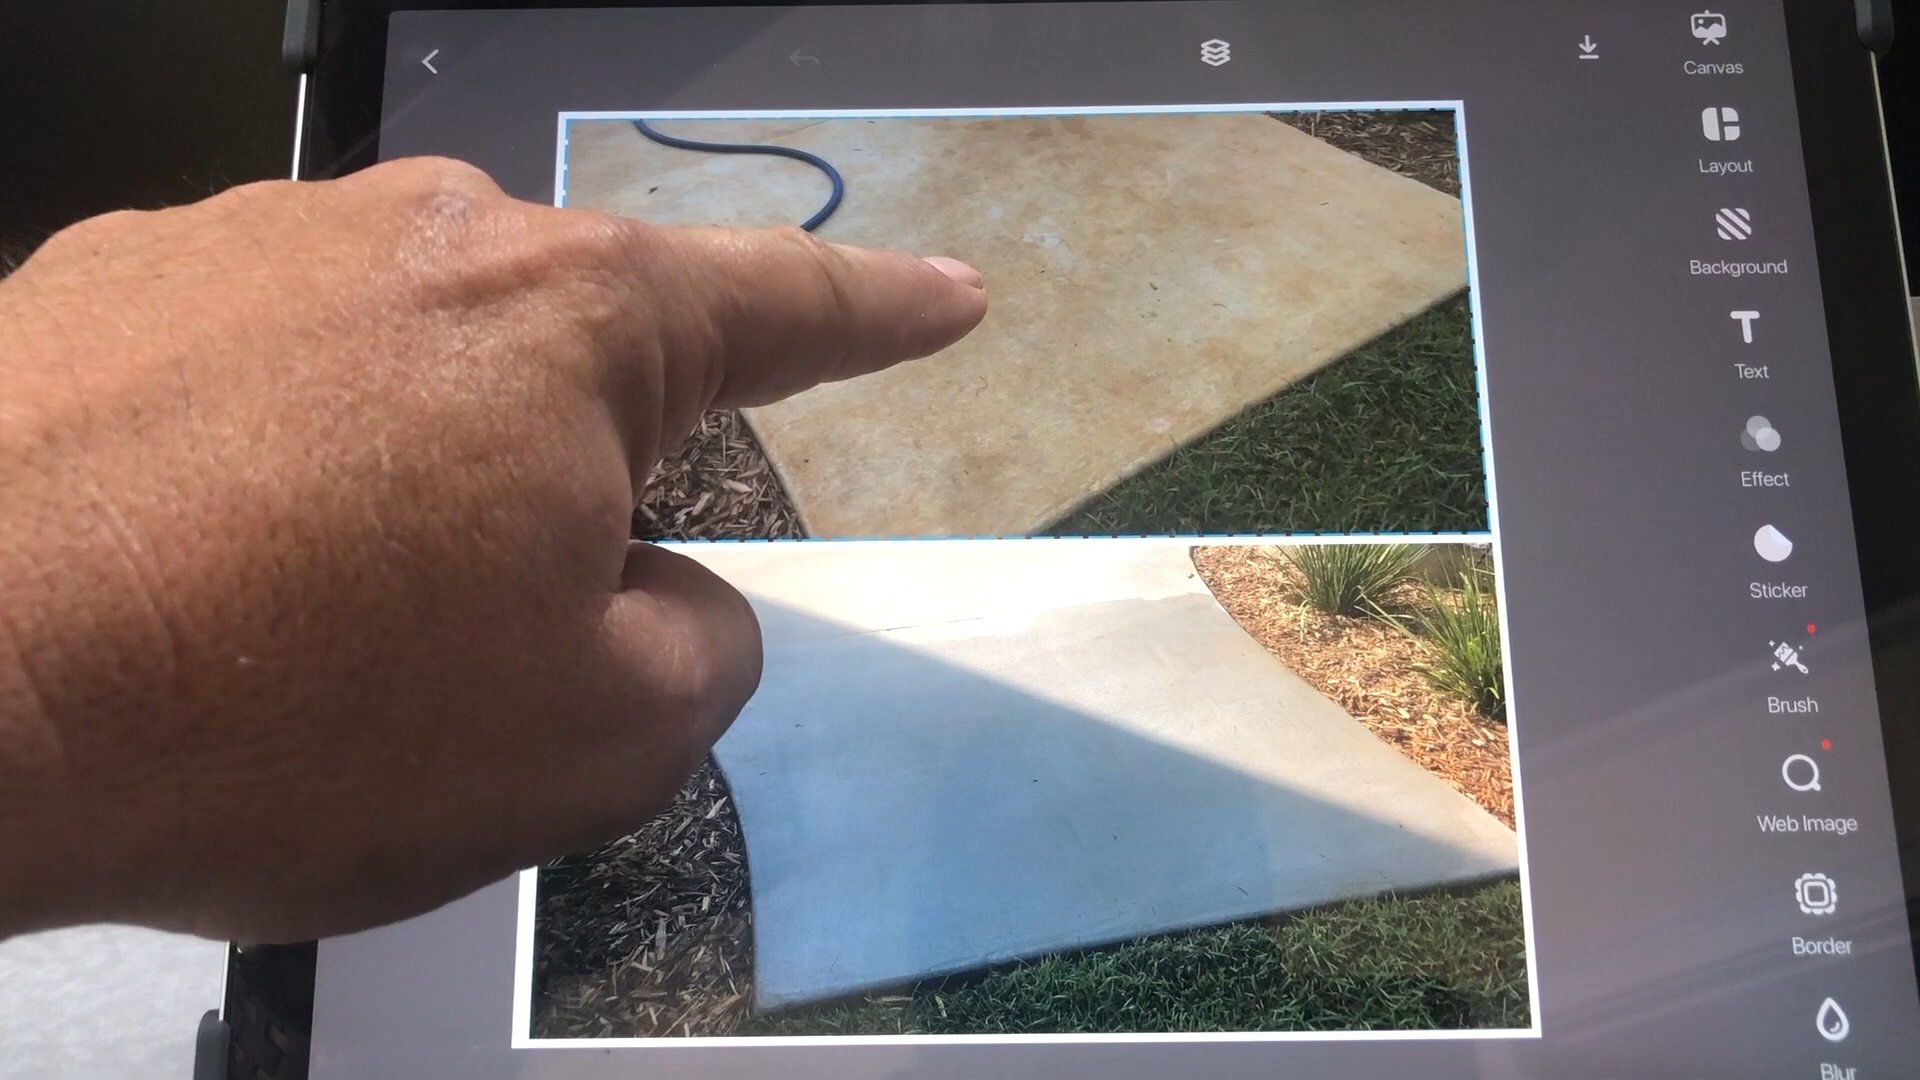 Canvas
Layout
Background
Text
Effect
Sticker
Brush
Web Image
Border
Blur